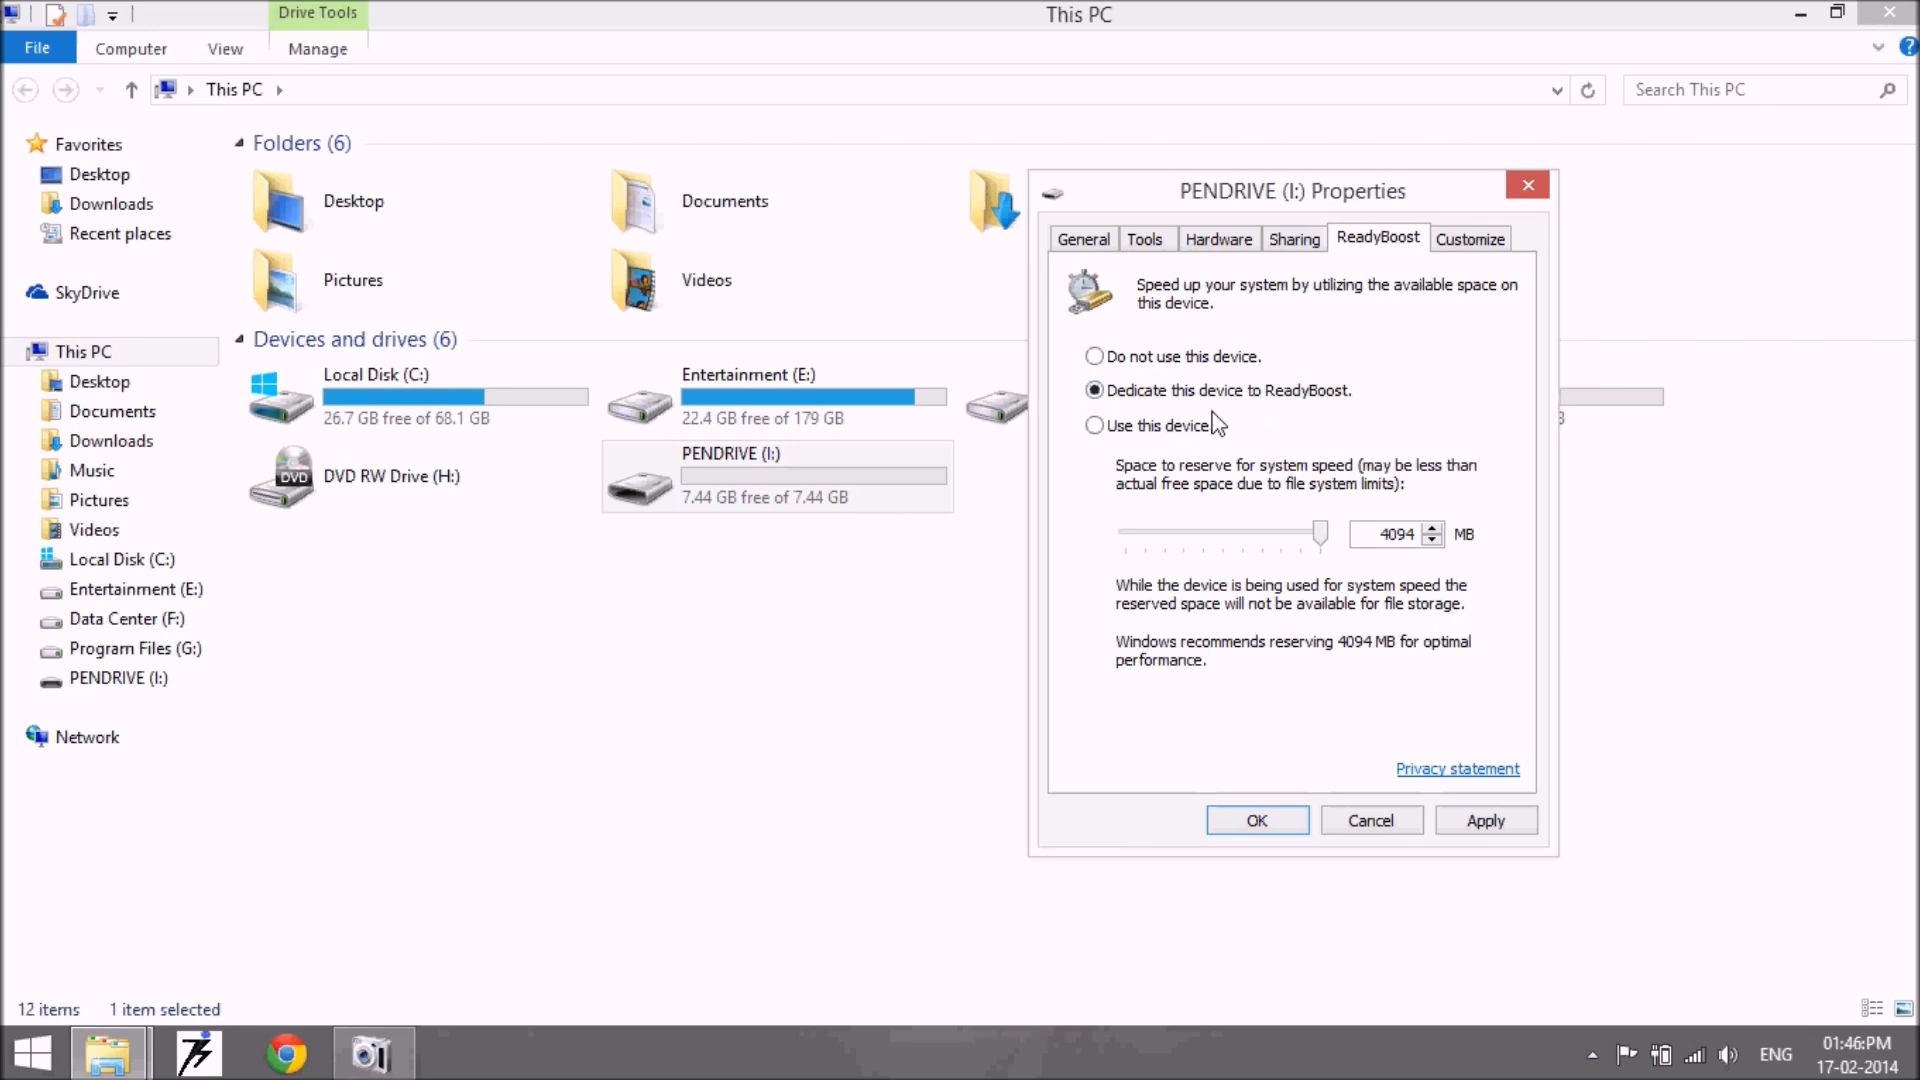 Drive Tools
This PC
File
Computer
View
Manage
This PC
Search This PC
Favorites
Desktop
Downloads
Recent places
SkyDrive
This PC
Desktop
Documents
Downloads
Music
Pictures
Videos
Local Disk (C:)
Entertainment (E:)
Data Center (F:)
Program Files (G:)
PENDRIVE (I:)
Network
Folders (6)
Desktop
Documents
Pictures
Videos
Devices and drives (6)
Local Disk (C:)
26.7 GB free of 68.1 GB
Entertainment (E:)
22.4 GB free of 179 GB
DVD
DVD RW Drive (H:)
PENDRIVE (I:)
7.44 GB free of 7.44 GB
PENDRIVE (I:) Properties
General
Tools
Hardware
Sharing
ReadyBoost
Customize
Speed up your system by utilizing the available space on
this device.
Do not use this device.
Dedicate this device to ReadyBoost.
Use this device
Space to reserve for system speed (may be less than
actual free space due to file system limits):
4094 MB
While the device is being used for system speed the
reserved space will not be available for file storage.
Windows recommends reserving 4094 MB for optimal
performance.
Privacy statement
OK
Cancel
Apply
12 items
1 item selected
ENG
01:46:PM
17-02-2014